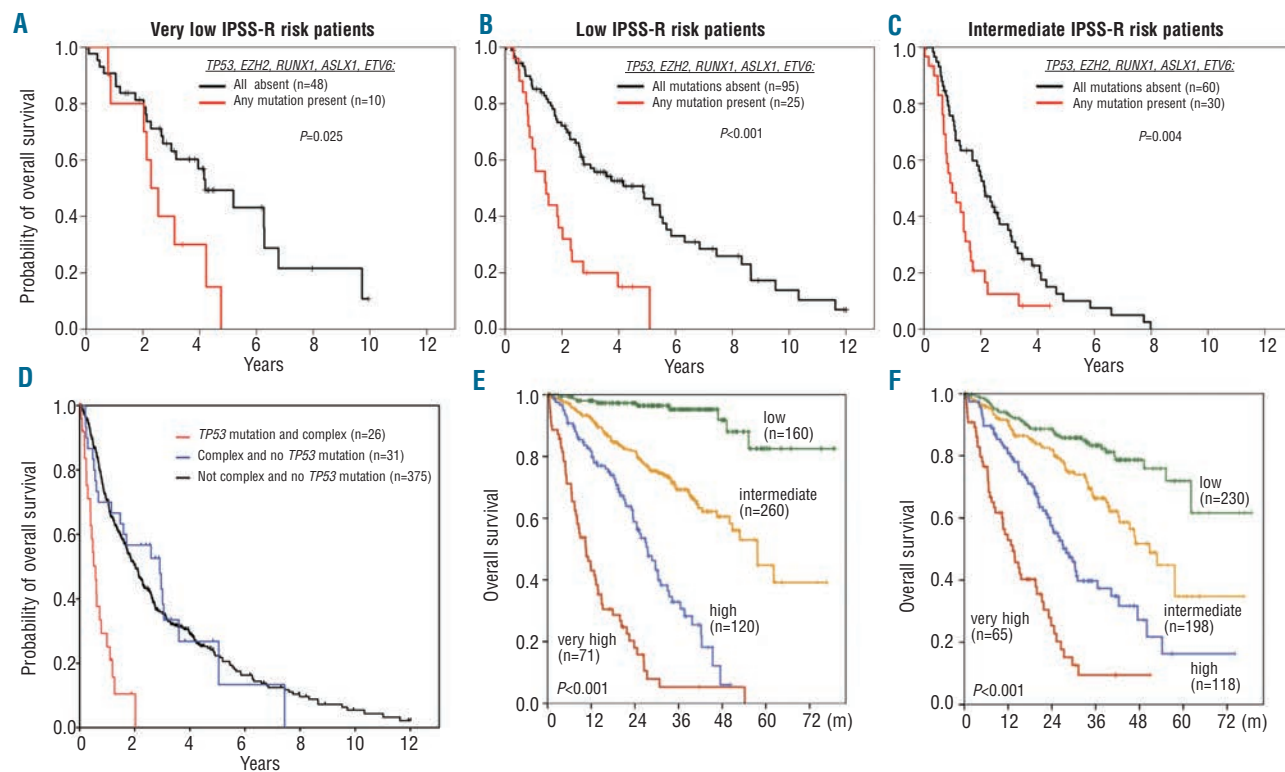 A
Very low IPSS-R risk patients
TP53, EZH2, RUNX1, ASLX1, ETV6:
All absent (n=48)
Any mutation present (n=10)
P=0.025
Probability of overall survival
1.0
0.8
0.6
0.4
0.2
0.0
0 2 4 6 8 10 12
Years
B
Low IPSS-R risk patients
TP53, EZH2, RUNX1, ASLX1, ETV6:
All mutations absent (n=95)
Any mutation present (n=25)
P<0.001
1.0
0.8
0.6
0.4
0.2
0.0
0 2 4 6 8 10 12
Years
C
Intermediate IPSS-R risk patients
TP53, EZH2, RUNX1, ASLX1, ETV6:
All mutations absent (n=60)
Any mutation present (n=30)
P=0.004
1.0
0.8
0.6
0.4
0.2
0.0
0 2 4 6 8 10 12
Years
D
TP53 mutation and complex (n=26)
Complex and no TP53 mutation (n=31)
Not complex and no TP53 mutation (n=375)
Probability of overall survival
1.0
0.8
0.6
0.4
0.2
0.0
0 2 4 6 8 10 12
Years
E
Overall survival
1.0
0.8
0.6
0.4
0.2
0.0
low
(n=160)
intermediate
(n=260)
high
(n=120)
very high
(n=71)
P<0.001
0 12 24 36 48 60 72 (m)
F
Overall survival
1.0
0.8
0.6
0.4
0.2
0.0
low
(n=230)
intermediate
(n=198)
very high
(n=65)
high
(n=118)
P<0.001
0 12 24 36 48 60 72 (m)